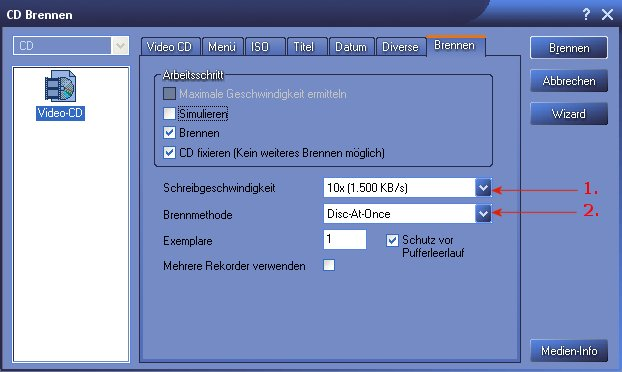 CD Brennen
CD
Video-CD
Video CD Menü ISO Titel Datum Diverse Brennen
Arbeitsschritt
Maximale Geschwindigkeit ermitteln
Simulieren
Brennen
CD fixieren (Kein weiteres Brennen möglich)
Schreibgeschwindigkeit 10x (1.500 KB/s) 1.
Brennmethode Disc-At-Once 2.
Exemplare 1 Schutz vor
Pufferleerlauf
Mehrere Rekorder verwenden
Brennen
Abbrechen
Wizard
Medien-Info